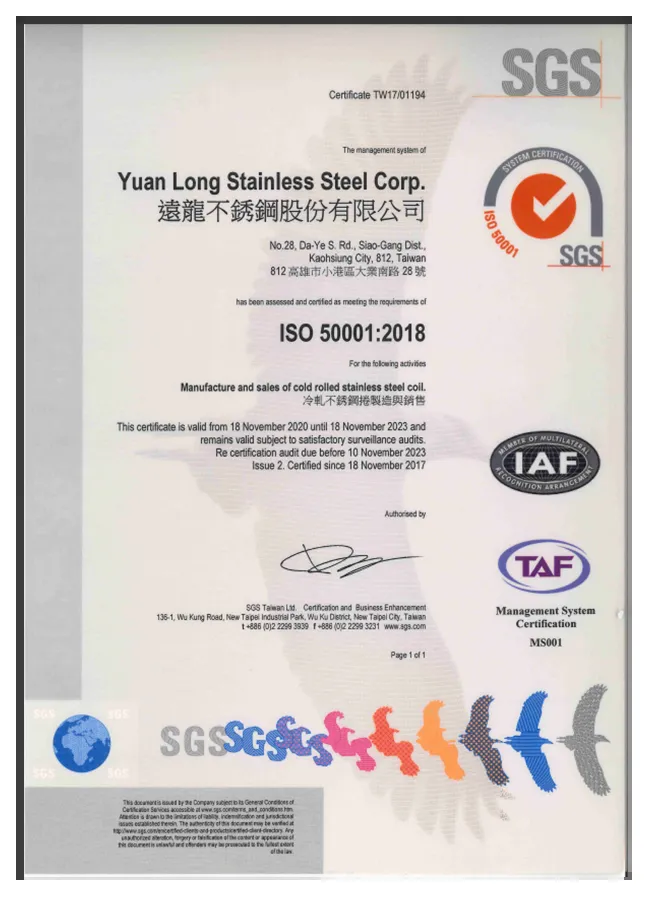 SGS
Certificate TW17/01194
The management system of
Yuan Long Stainless Steel Corp.
遠龍不銹鋼股份有限公司
SYSTEM CERTIFICATION
ISO 50001
SGS
No.28, Da-Ye S. Rd., Siao-Gang Dist.,
Kaohsiung City, 812, Taiwan
812 高雄市小港區大業南路 28 號
has been assessed and certified as meeting the requirements of
ISO 50001:2018
For the following activities
Manufacture and sales of cold rolled stainless steel coil.
冷軋不銹鋼捲製造與銷售
This certificate is valid from 18 November 2020 until 18 November 2023 and
remains valid subject to satisfactory surveillance audits.
Re certification audit due before 10 November 2023
Issue 2. Certified since 18 November 2017
MEMBER OF MULTILATERAL
IAF
RECOGNITION ARRANGEMENT
Authorised by
TAF
Management System
Certification
MS001
SGS Taiwan Ltd. Certification and Business Enhancement
136-1, Wu Kung Road, New Taipei Industrial Park, Wu Ku District, New Taipei City, Taiwan
t +886 (0)2 2299 3939 f +886 (0)2 2299 3231 www.sgs.com
Page 1 of 1
SGS SGS
SGS SGS
SGSSGSSGS
This document is issued by the Company subject to its General Conditions of
Certification Services accessible at www.sgs.com/terms_and_conditions.htm.
Attention is drawn to the limitations of liability, indemnification and jurisdictional
issues established therein. The authenticity of this document may be verified at
http://www.sgs.com/en/certified-clients-and-products/certified-client-directory. Any
unauthorized alteration, forgery or falsification of the content or appearance of
this document is unlawful and offenders may be prosecuted to the fullest extent
of the law.